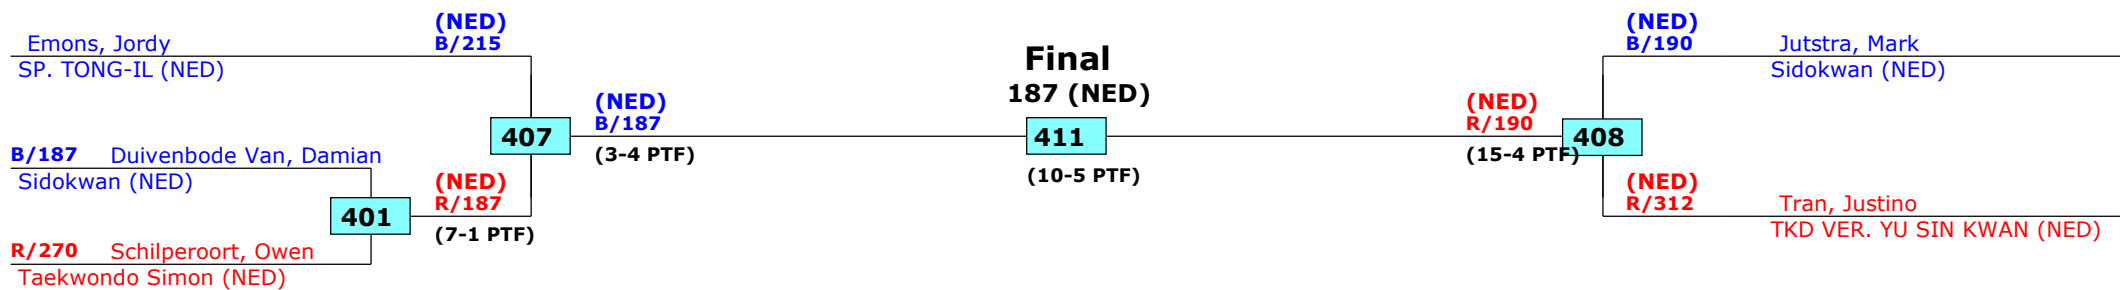 (NED)
B/215
Emons, Jordy
SP. TONG-IL (NED)
B/187 Duivenbode Van, Damian
Sidokwan (NED)
R/270 Schilperoort, Owen
Taekwondo Simon (NED)
401
(NED)
R/187
(7-1 PTF)
407
(NED)
B/187
(3-4 PTF)
Final
187 (NED)
411
(10-5 PTF)
(NED)
R/190
(15-4 PTF)
408
(NED)
B/190
Jutstra, Mark
Sidokwan (NED)
(NED)
R/312
Tran, Justino
TKD VER. YU SIN KWAN (NED)